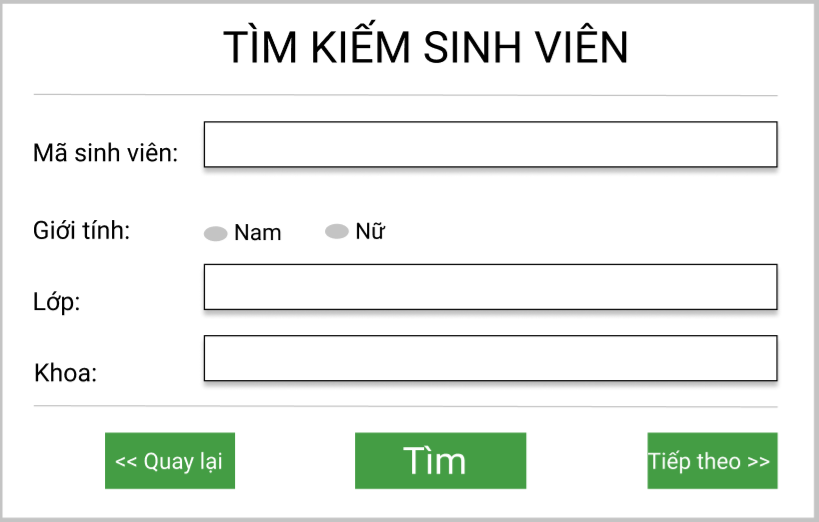 TÌM KIẾM SINH VIÊN
Mã sinh viên:
Giới tính: Nam Nữ
Lớp:
Khoa:
<< Quay lại Tìm Tiếp theo >>